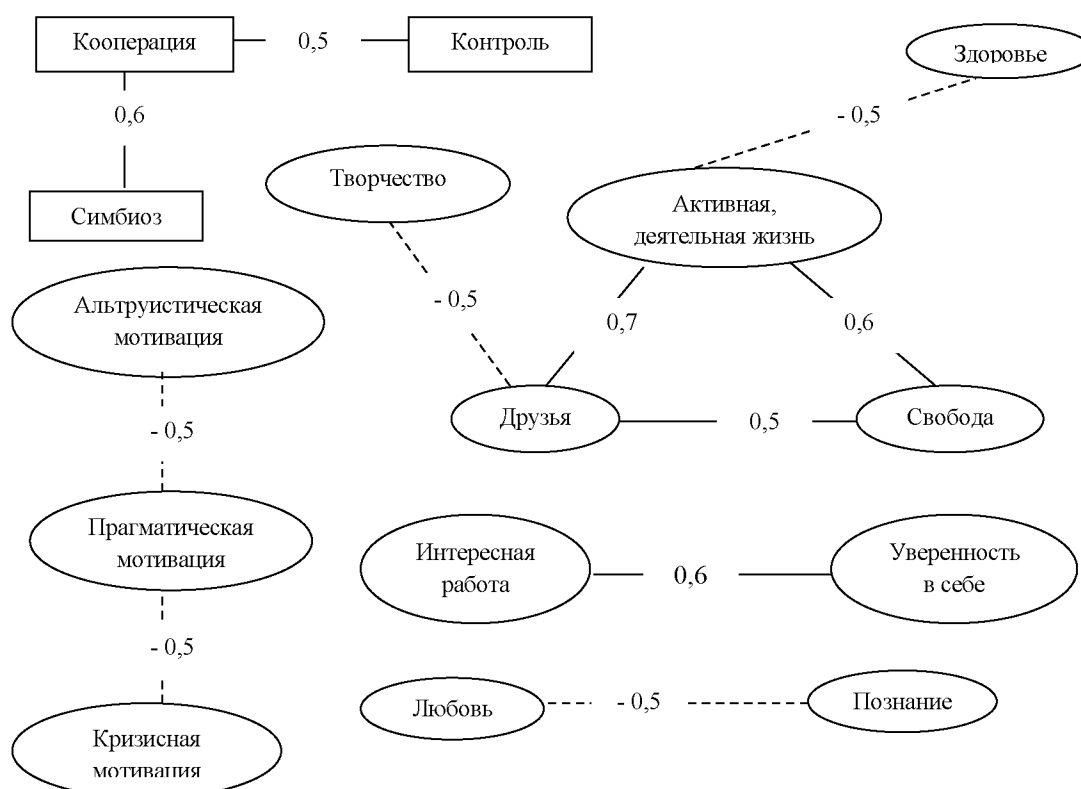 Кооперация
0,5
Контроль
Здоровье
0,6
- 0,5
Творчество
Симбиоз
Активная,
деятельная жизнь
Альтруистическая
мотивация
- 0,5
0,7
0,6
Друзья
0,5
Свобода
- 0,5
Прагматическая
мотивация
Интересная
работа
0,6
Уверенность
в себе
- 0,5
Любовь
- 0,5
Познание
Кризисная
мотивация